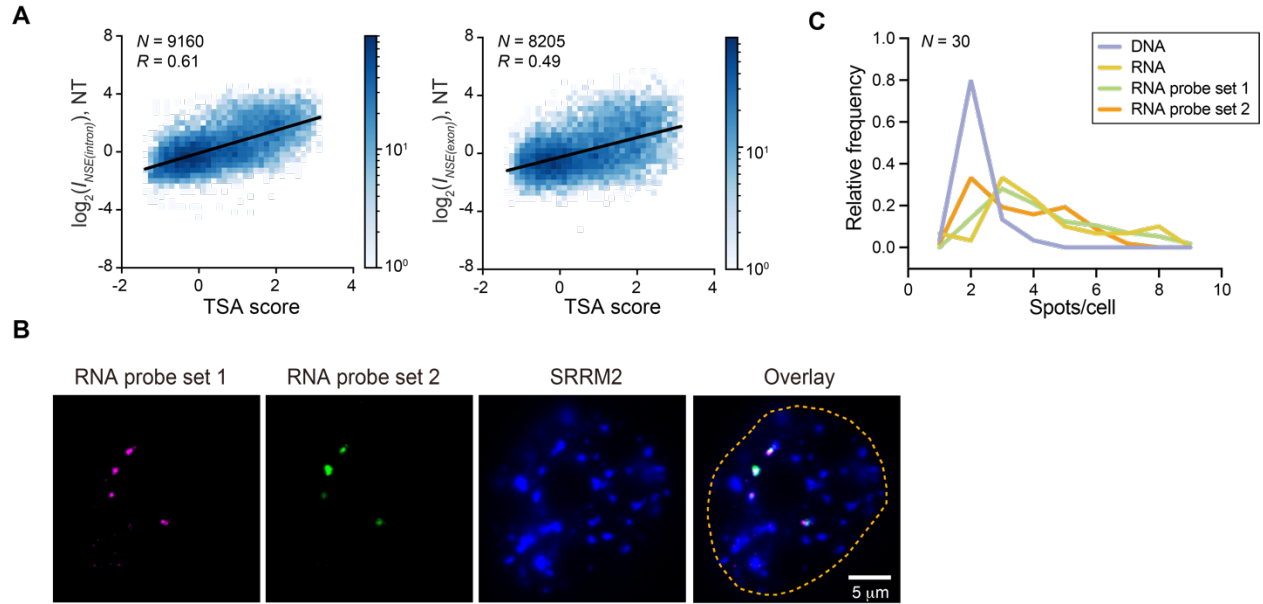 A
N = 9160
R = 0.61
log2(INSE(intron)), NT
8
4
0
-4
-8
-2
0
2
4
TSA score
10¹
10⁰
N = 8205
R = 0.49
log2(INSE(exon)), NT
8
4
0
-4
-8
-2
0
2
4
TSA score
10¹
10⁰
C
N = 30
DNA
RNA
RNA probe set 1
RNA probe set 2
Relative frequency
1.0
0.8
0.6
0.4
0.2
0.0
0
2
4
6
8
10
Spots/cell
B
RNA probe set 1
RNA probe set 2
SRRM2
Overlay
5 μm